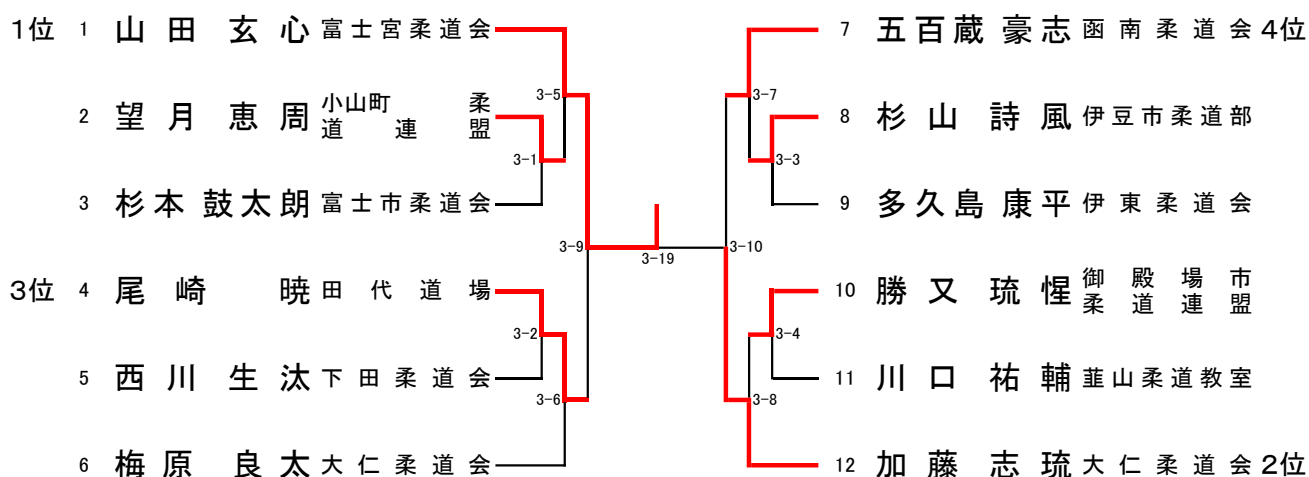 1位 1 山田 玄心 富士宮柔道会
2 望月 恵周 小山町柔道連盟
3 杉本 鼓太朗 富士市柔道会
3位 4 尾崎 暁 田代道場
5 西川 生汰 下田柔道会
6 梅原 良太 大仁柔道会
3-5
3-1
3-9
3-2
3-6
3-19
7 五百蔵 豪志 函南柔道会 4位
8 杉山 詩風 伊豆市柔道部
9 多久島 康平 伊東柔道会
10 勝又 琉惺 御殿場市柔道連盟
11 川口 祐輔 韮山柔道教室
12 加藤 志琉 大仁柔道会 2位
3-7
3-3
3-10
3-4
3-8